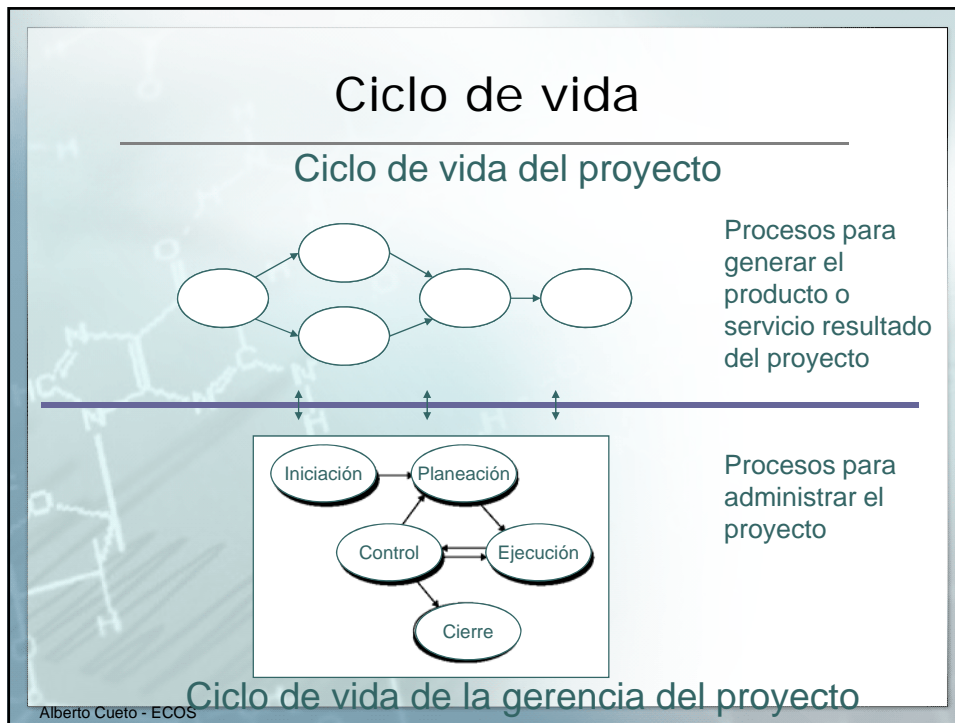 Ciclo de vida
Ciclo de vida del proyecto
Procesos para
generar el
producto o
servicio resultado
del proyecto
Iniciación
Planeación
Control
Ejecución
Cierre
Procesos para
administrar el
proyecto
Ciclo de vida de la gerencia del proyecto
Alberto Cueto - ECOS